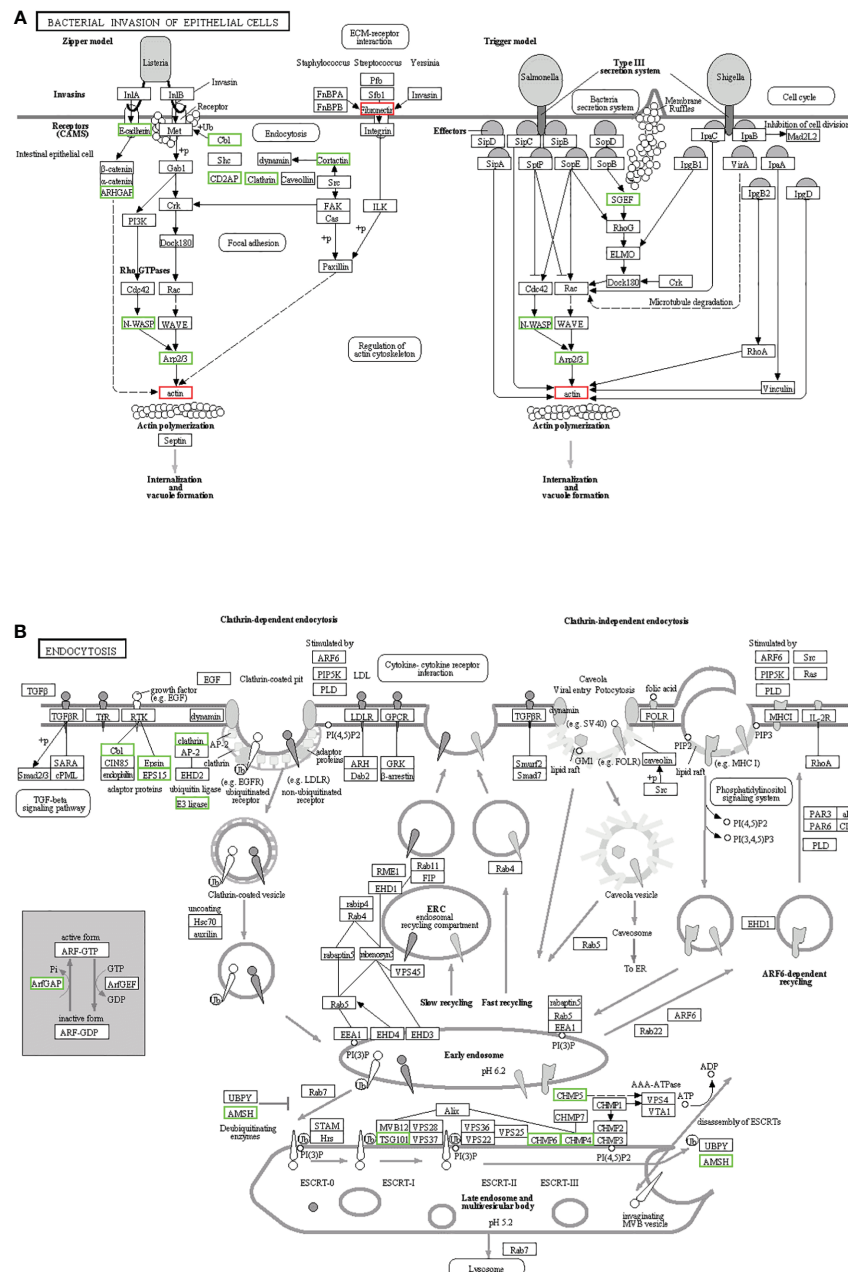 A
BACTERIAL INVASION OF EPITHELIAL CELLS
Zipper model
ECM-receptor
interaction
Trigger model
Listeria
Staphylococcus Streptococcus Yersinia
Salmonella
Type III
secretion system
Shigella
Invasins
InlA
InlB
Invasin
FnBPA
FnBPB
Pfb
Sfb1
Invasin
Fibronectin
Bacteria
secretion system
Membrane
Ruffles
Cell cycle
Receptors
(CAMS)
Receptor
E-cadherin
Met
+Ub
Cbl
Endocytosis
Integrin
Effectors
SipD
SipC
SipB
SopD
IpaC
IpaB
Inhibition of cell division
Mad2L2
Intestinal epithelial cell
+p
Shc
dynamin
Cortactin
SipA
SptP
SopE
SopB
IpgB1
VirA
IpaA
β-catenin
α-catenin
ARHGAP
Gab1
CD2AP
Clathrin
Caveolin
Src
SGEF
IpgB2
IpgD
PI3K
Crk
FAK
Cas
ILK
RhoG
Dock180
Focal adhesion
+p
+p
ELMO
Rho GTPases
Paxillin
Cdc42
Rac
Cdc42
Rac
Dock180
Crk
Microtubule degradation
N-WASP
WAVE
N-WASP
WAVE
Arp2/3
Regulation of
actin cytoskeleton
Arp2/3
RhoA
actin
actin
Vinculin
Actin polymerization
Actin polymerization
Septin
Internalization
and
vacuole formation
Internalization
and
vacuole formation
B
Clathrin-dependent endocytosis
Clathrin-independent endocytosis
ENDOCYTOSIS
Stimulated by
ARF6
PIP5K
PLD
LDL
Cytokine- cytokine receptor
interaction
Stimulated by
ARF6
Src
PIP5K
Ras
PLD
TGFβ
growth factor
(e.g. EGF)
EGF
Clathrin-coated pit
Caveola
Viral entry Potocytosis
folic acid
TGFβR
TfR
RTK
dynamin
PI(4,5)P2
LDLR
GPCR
TGFβR
dynamin
(e.g. SV40)
FOLR
PIP3
MHCI
IL-2R
+p
Smad2/3
SARA
cPML
Cbl
CIN85
endophilin
Epsin
EPS15
adaptor proteins
clathrin
AP-2
clathrin
EHD2
AP-2
ubiquitin ligase
E3 ligase
Ub
(e.g. EGFR)
ubiquitinated
receptor
adaptor
proteins
(e.g. LDLR)
non-ubiquitinated
receptor
ARH
Dab2
GRK
β-arrestin
Smurf2
Smad7
GM1
lipid raft
(e.g. FOLR)
caveolin
+p
Src
PIP2
lipid raft
(e.g. MHC I)
RhoA
TGF-beta
signaling pathway
Phosphatidylinositol
signaling system
PI(4,5)P2
PI(3,4,5)P3
PAR3
PAR6
PLD
Ub
Clathrin-coated vesicle
uncoating
Hsc70
auxilin
RME1
Rab11
FIP
EHD1
Rab4
rabip4
Rab4
ERC
endosomal
recycling compartment
Caveola vesicle
Caveosome
To ER
Rab5
EHD1
ARF6-dependent
recycling
active form
ARF-GTP
Pi
ArfGAP
GTP
ArfGEF
GDP
inactive form
ARF-GDP
Ub
rabaptin5
rabenosyn5
VPS45
Slow recycling
Fast recycling
Rab5
rabaptin5
Rab5
EEA1
PI(3)P
ARF6
Rab22
EEA1
EHD4
EHD3
PI(3)P
Early endosome
pH 6.2
Ub
UBPY
AMSH
Deubiquitinating
enzymes
Rab7
CHMP5
AAA-ATPase
CHMP1
VPS4
VTA1
ATP
ADP
Alix
CHMP7
CHMP2
CHMP3
disassembly of ESCRTs
STAM
Hrs
Ub
PI(3)P
MVB12
TSG101
VPS28
VPS37
Ub
VPS36
VPS22
VPS25
Ub
PI(3)P
CHMP6
CHMP4
PI(4,5)P2
Ub
UBPY
AMSH
ESCRT-0
ESCRT-I
ESCRT-II
ESCRT-III
Late endosome and
multivesicular body
pH 5.2
invaginating
MVB vesicle
Rab7
Lysosome